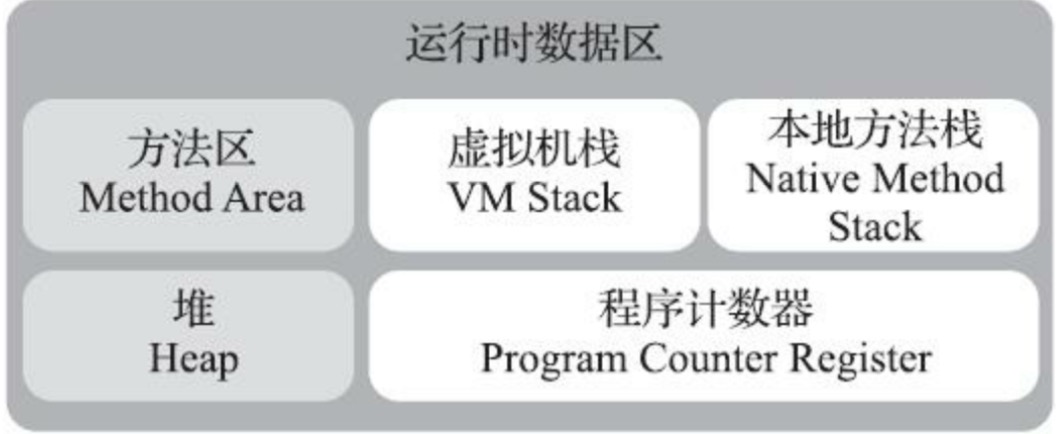 运行时数据区
方法区
Method Area
虚拟机栈
VM Stack
本地方法栈
Native Method
Stack
堆
Heap
程序计数器
Program Counter Register